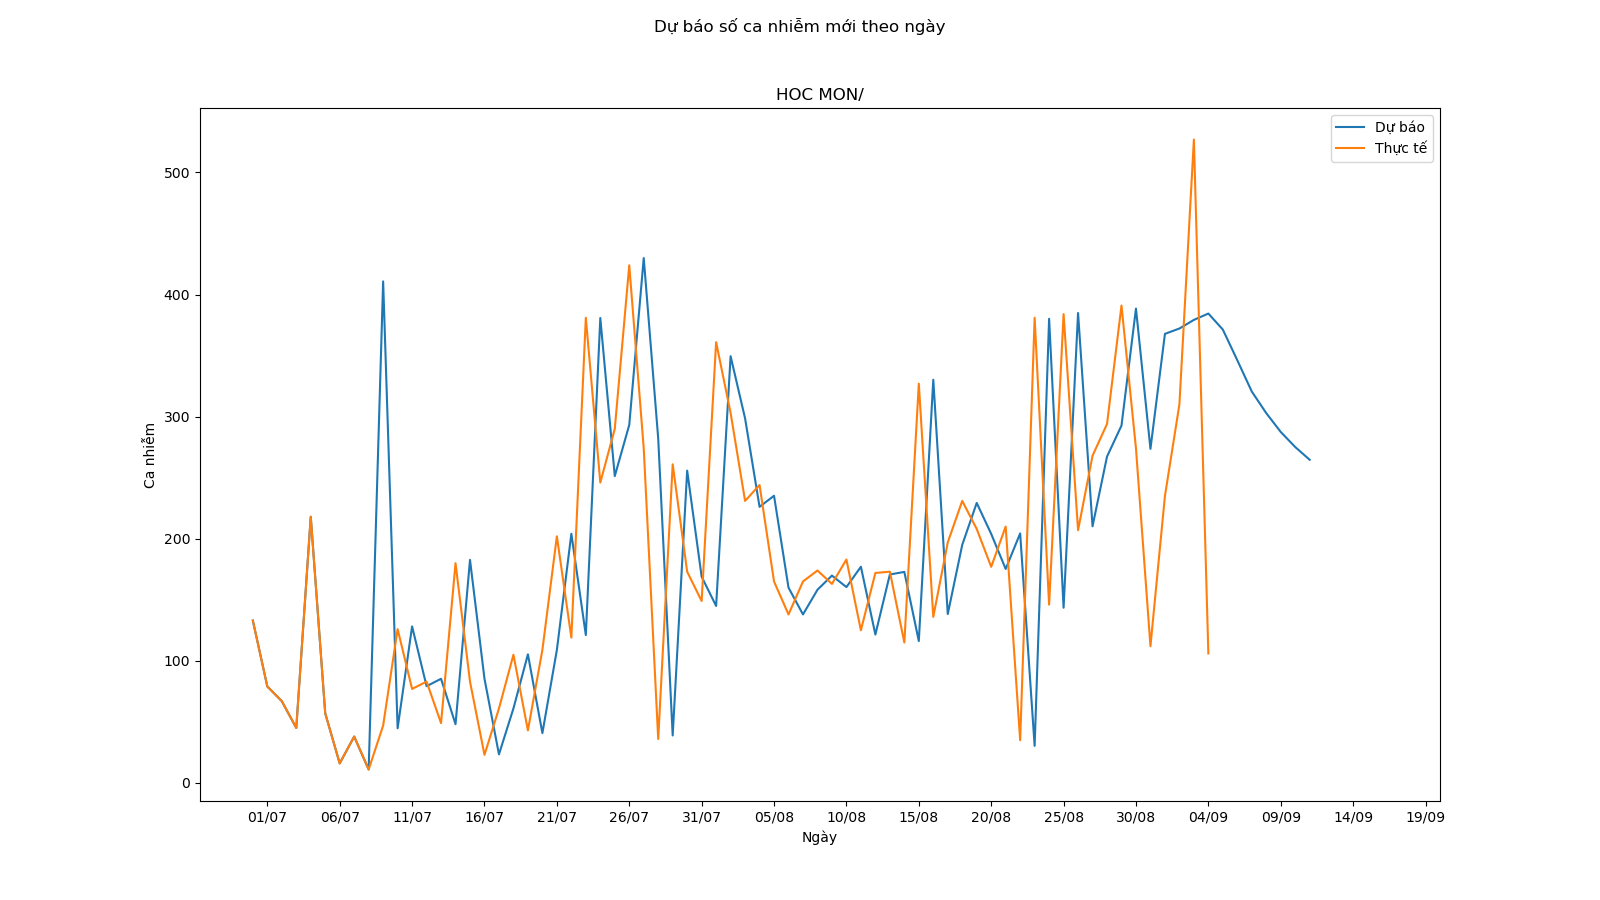 Dự báo số ca nhiễm mới theo ngày
HOC MON/
Dự báo
Thực tế
500
400
300
200
100
0
Ca nhiễm
01/07 06/07 11/07 16/07 21/07 26/07 31/07 05/08 10/08 15/08 20/08 25/08 30/08 04/09 09/09 14/09 19/09
Ngày